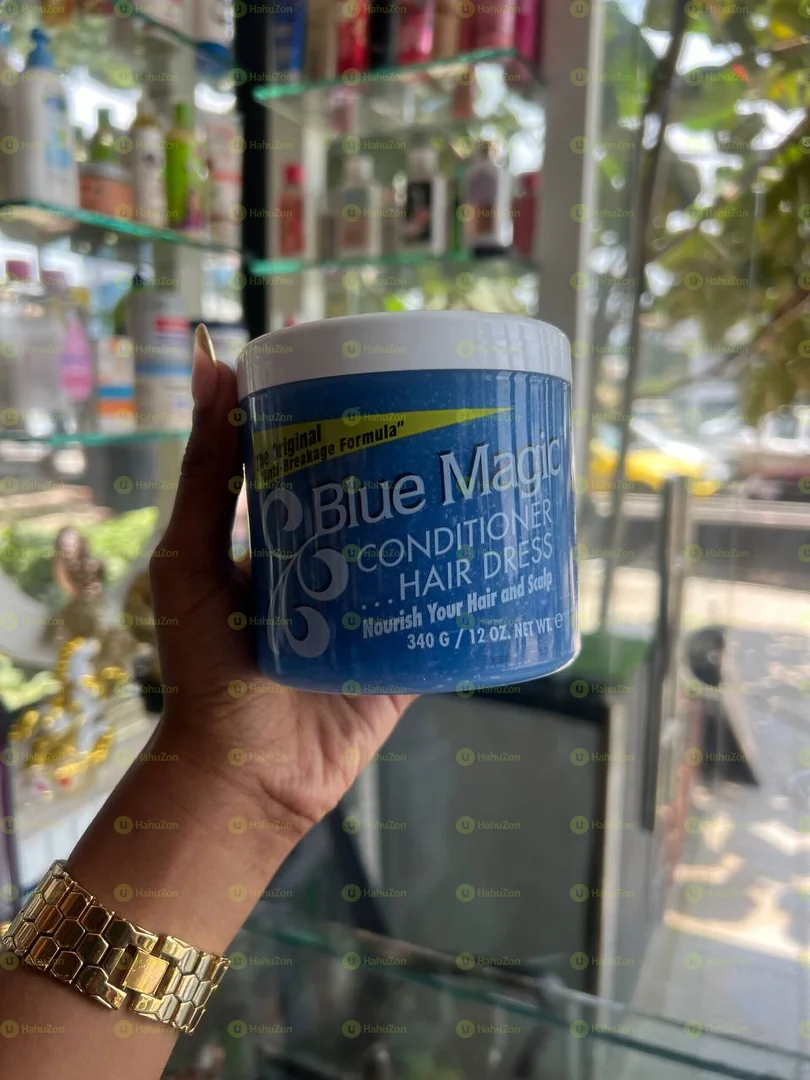 The "Original
Anti-Breakage Formula"
Blue Magic
CONDITIONER
HAIR DRESS
... Nourish Your Hair and Scalp
340 G / 12 OZ. NET WT. ℮
HahuZon